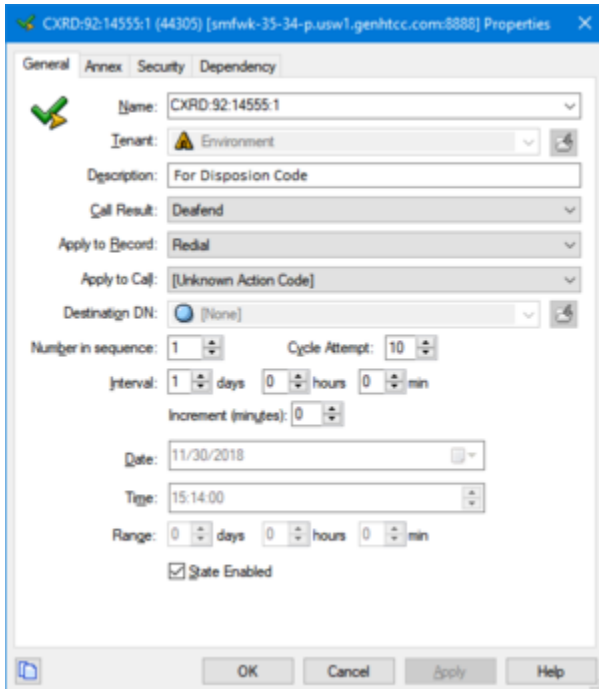 CXRD:92:14555:1 (44305) [smfwk-35-34-p.usw1.genhtcc.com:8888] Properties
General Annex Security Dependency
Name: CXRD:92:14555:1
Tenant: Environment
Description: For Disposion Code
Call Result: Deafend
Apply to Record: Redial
Apply to Call: [Unknown Action Code]
Destination DN: [None]
Number in sequence: 1 Cycle Attempt: 10
Interval: 1 days 0 hours 0 min
Increment (minutes): 0
Date: 11/30/2018
Time: 15:14:00
Range: 0 days 0 hours 0 min
State Enabled
OK Cancel Apply Help